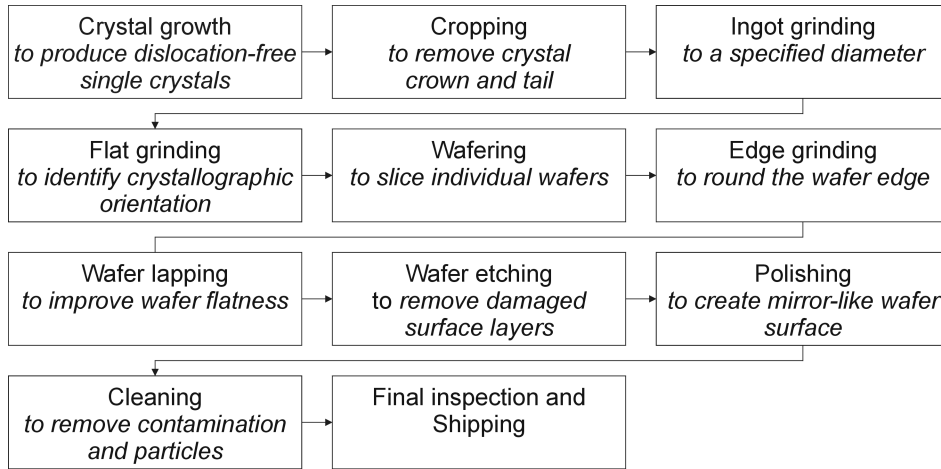 Crystal growth
to produce dislocation-free
single crystals
Cropping
to remove crystal
crown and tail
Ingot grinding
to a specified diameter
Flat grinding
to identify crystallographic
orientation
Wafering
to slice individual wafers
Edge grinding
to round the wafer edge
Wafer lapping
to improve wafer flatness
Wafer etching
to remove damaged
surface layers
Polishing
to create mirror-like wafer
surface
Cleaning
to remove contamination
and particles
Final inspection and
Shipping